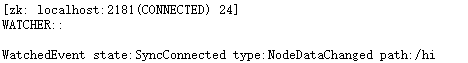 [zk: localhost:2181(CONNECTED) 24]
WATCHER::
WatchedEvent state:SyncConnected type:NodeDataChanged path:/hi